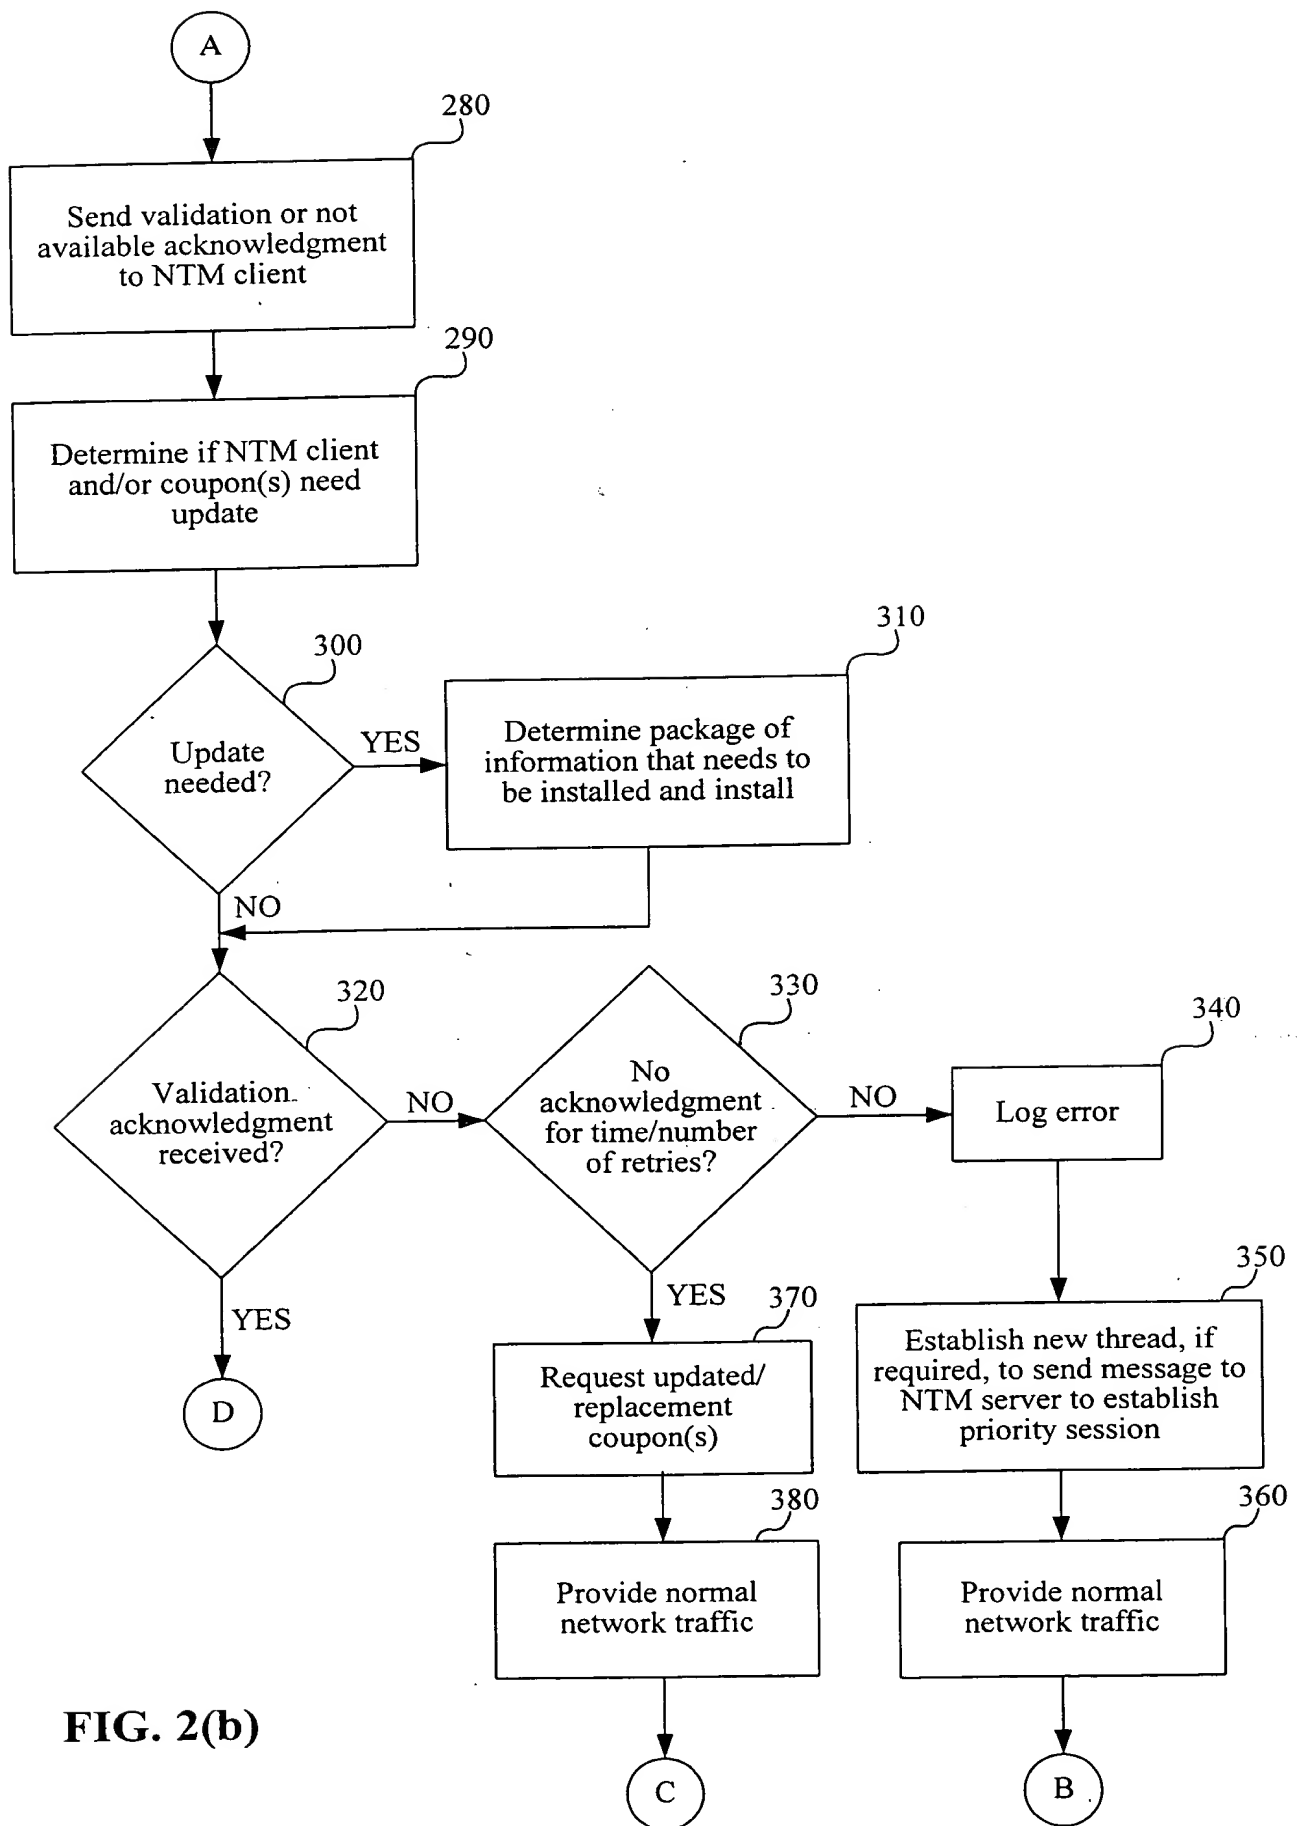 A
280
Send validation or not
available acknowledgment
to NTM client
290
Determine if NTM client
and/or coupon(s) need
update
300
Update
needed?
YES
310
Determine package of
information that needs to
be installed and install
NO
320
Validation
acknowledgment
received?
NO
330
No
acknowledgment
for time/number
of retries?
NO
340
Log error
YES
D
YES
370
Request updated/
replacement
coupon(s)
350
Establish new thread, if
required, to send message to
NTM server to establish
priority session
380
Provide normal
network traffic
360
Provide normal
network traffic
C
B
FIG. 2(b)